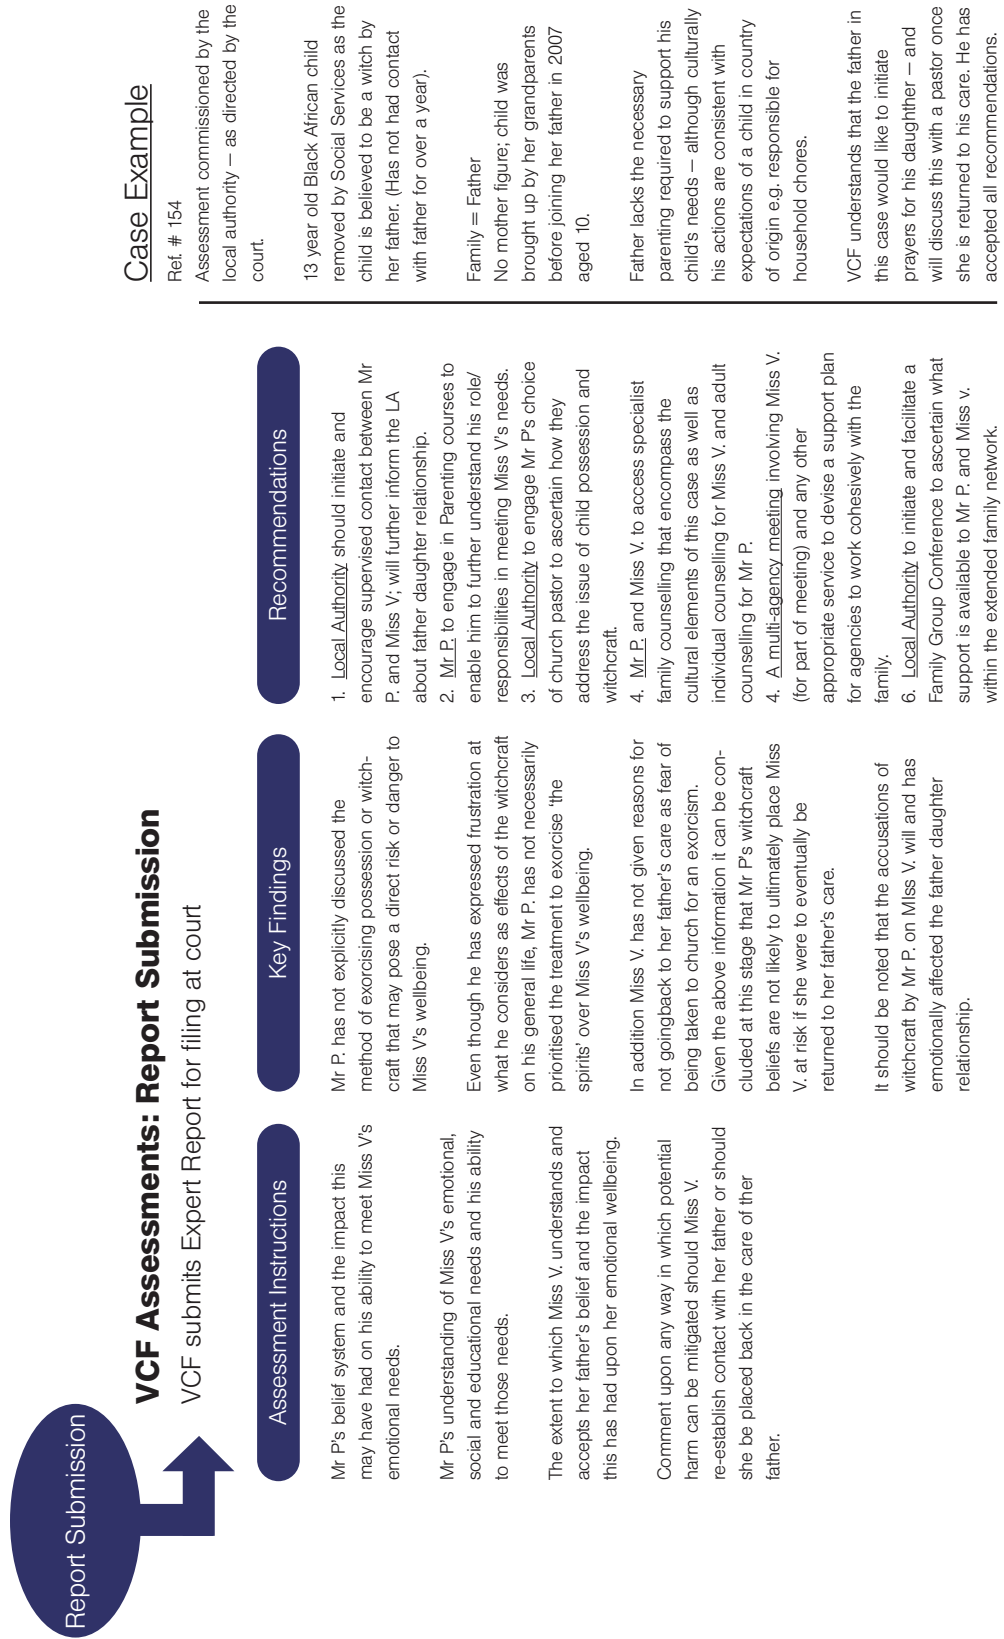 Report Submission
VCF Assessments: Report Submission
VCF submits Expert Report for filing at court
Assessment Instructions
Mr P's belief system and the impact this
may have had on his ability to meet Miss V's
emotional needs.
Mr P's understanding of Miss V's emotional,
social and educational needs and his ability
to meet those needs.
The extent to which Miss V. understands and
accepts her father's belief and the impact
this has had upon her emotional wellbeing.
Comment upon any way in which potential
harm can be mitigated should Miss V.
re-establish contact with her father or should
she be placed back in the care of ther
father.
Key Findings
Mr P. has not explicitly discussed the
method of exorcising possession or witch-
craft that may pose a direct risk or danger to
Miss V's wellbeing.
Even though he has expressed frustration at
what he considers as effects of the witchcraft
on his general life, Mr P. has not necessarily
prioritised the treatment to exorcise 'the
spirits' over Miss V's wellbeing.
In addition Miss V. has not given reasons for
not goingback to her father's care as fear of
being taken to church for an exorcism.
Given the above information it can be con-
cluded at this stage that Mr P's witchcraft
beliefs are not likely to ultimately place Miss
V. at risk if she were to eventually be
returned to her father's care.
It should be noted that the accusations of
witchcraft by Mr P. on MIss V. will and has
emotionally affected the father daughter
relationship.
Recommendations
1. Local Authority should initiate and
encourage supervised contact between Mr
P. and Miss V; will further inform the LA
about father daughter relationship.
2. Mr P. to engage in Parenting courses to
enable him to further understand his role/
responsibilities in meeting Miss V's needs.
3. Local Authority to engage Mr P's choice
of church pastor to ascertain how they
address the issue of child possession and
witchcraft.
4. Mr P. and Miss V. to access specialist
family counselling that encompass the
cultural elements of this case as well as
individual counselling for Miss V. and adult
counselling for Mr P.
4. A multi-agency meeting involving Miss V.
(for part of meeting) and any other
appropriate service to devise a support plan
for agencies to work cohesively with the
family.
6. Local Authority to initiate and facilitate a
Family Group Conference to ascertain what
support is available to Mr P. and Miss v.
within the extended family network.
Case Example
Ref. # 154
Assessment commissioned by the
local authority – as directed by the
court.
13 year old Black African child
removed by Social Services as the
child is believed to be a witch by
her father. (Has not had contact
with father for over a year).
Family = Father
No mother figure; child was
brought up by her grandparents
before joining her father in 2007
aged 10.
Father lacks the necessary
parenting required to support his
child's needs – although culturally
his actions are consistent with
expectations of a child in country
of origin e.g. responsible for
household chores.
VCF understands that the father in
this case would like to initiate
prayers for his daughther – and
will discuss this with a pastor once
she is returned to his care. He has
accepted all recommendations.